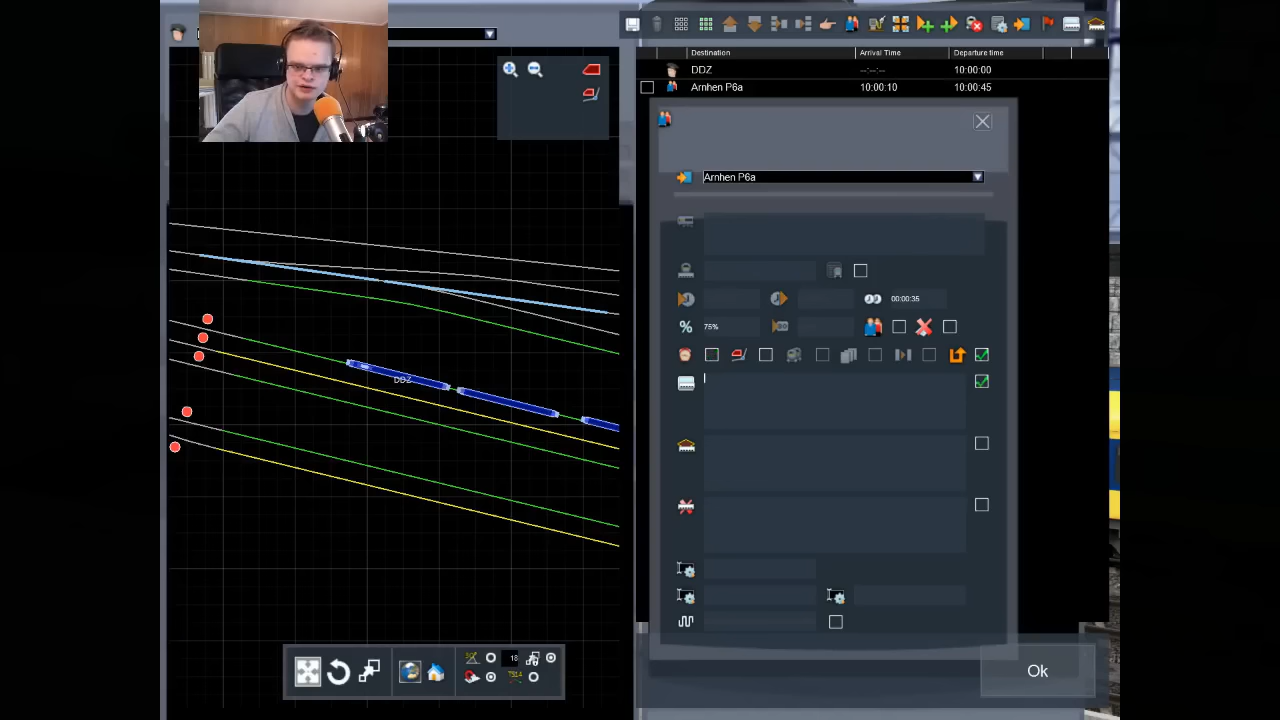 Destination Arrival Time Departure time
DDZ --:--:-- 10:00:00
Arnhen P6a 10:00:10 10:00:45
Arnhen P6a
00:00:35
% 75%
DDZ
18
Ok